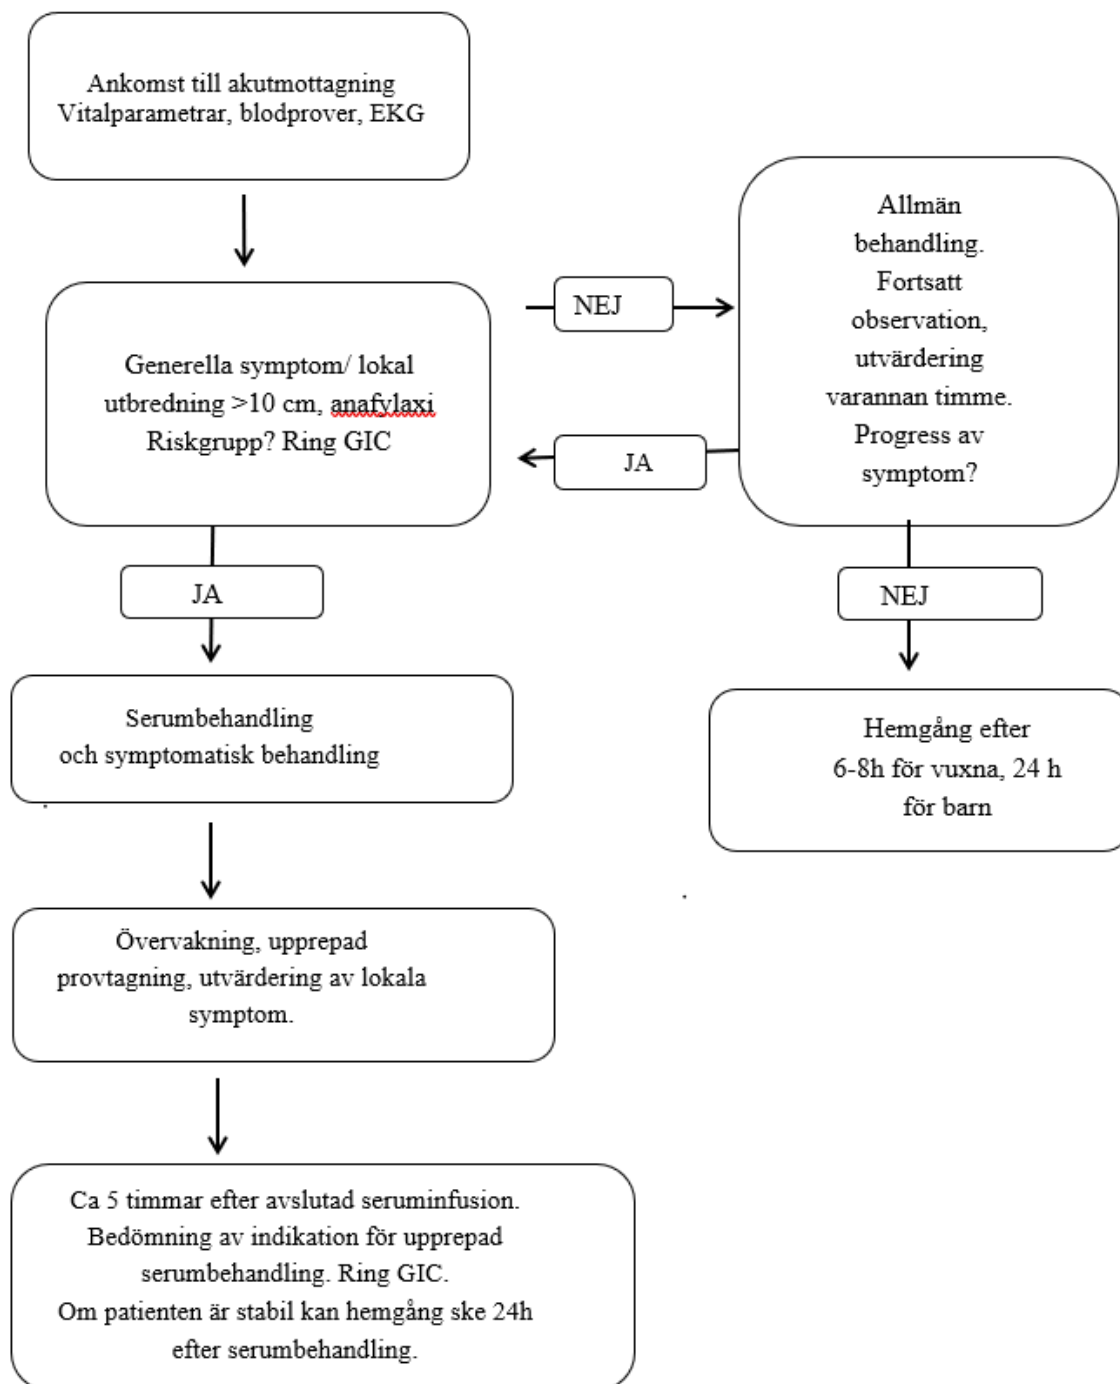 Ankomst till akutmottagning
Vitalparametrar, blodprover, EKG
Generella symptom/ lokal
utbredning >10 cm, anafylaxi
Riskgrupp? Ring GIC
NEJ
Allmän
behandling.
Fortsatt
observation,
utvärdering
varannan timme.
Progress av
symptom?
JA
JA
NEJ
Serumbehandling
och symptomatisk behandling
Hemgång efter
6-8h för vuxna, 24 h
för barn
Övervakning, upprepad
provtagning, utvärdering av lokala
symptom.
Ca 5 timmar efter avslutad seruminfusion.
Bedömning av indikation för upprepad
serumbehandling. Ring GIC.
Om patienten är stabil kan hemgång ske 24h
efter serumbehandling.